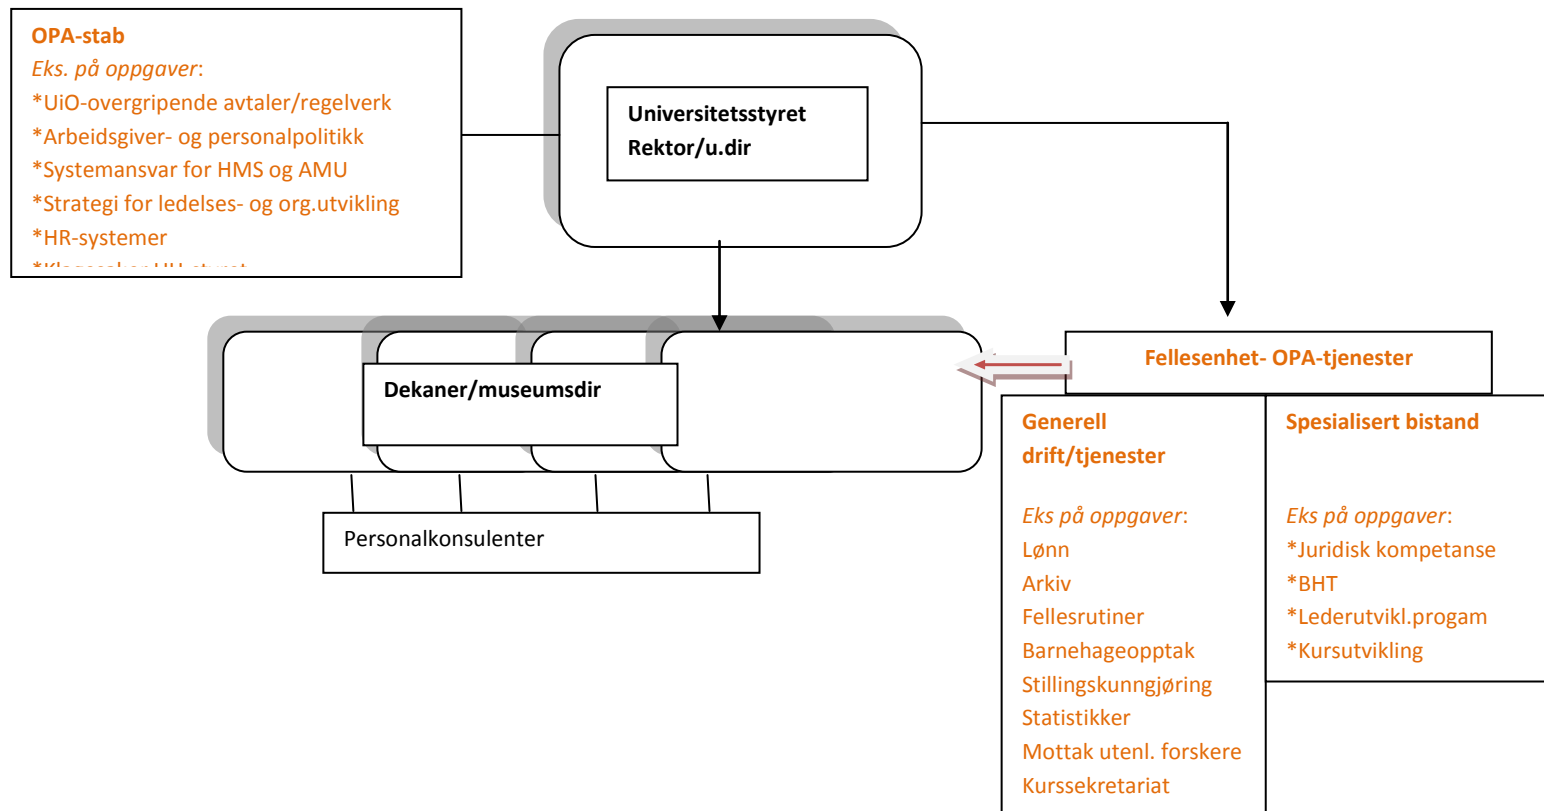 OPA-stab
Eks. på oppgaver:
*UiO-overgripende avtaler/regelverk
*Arbeidsgiver- og personalpolitikk
*Systemansvar for HMS og AMU
*Strategi for ledelses- og org.utvikling
*HR-systemer
Universitetsstyret
Rektor/u.dir
Dekaner/museumsdir
Personalkonsulenter
Fellesenhet- OPA-tjenester
Generell
drift/tjenester
Eks på oppgaver:
Lønn
Arkiv
Fellesrutiner
Barnehageopptak
Stillingskunngjøring
Statistikker
Mottak utenl. forskere
Kurssekretariat
Spesialisert bistand
Eks på oppgaver:
*Juridisk kompetanse
*BHT
*Lederutvikl.progam
*Kursutvikling